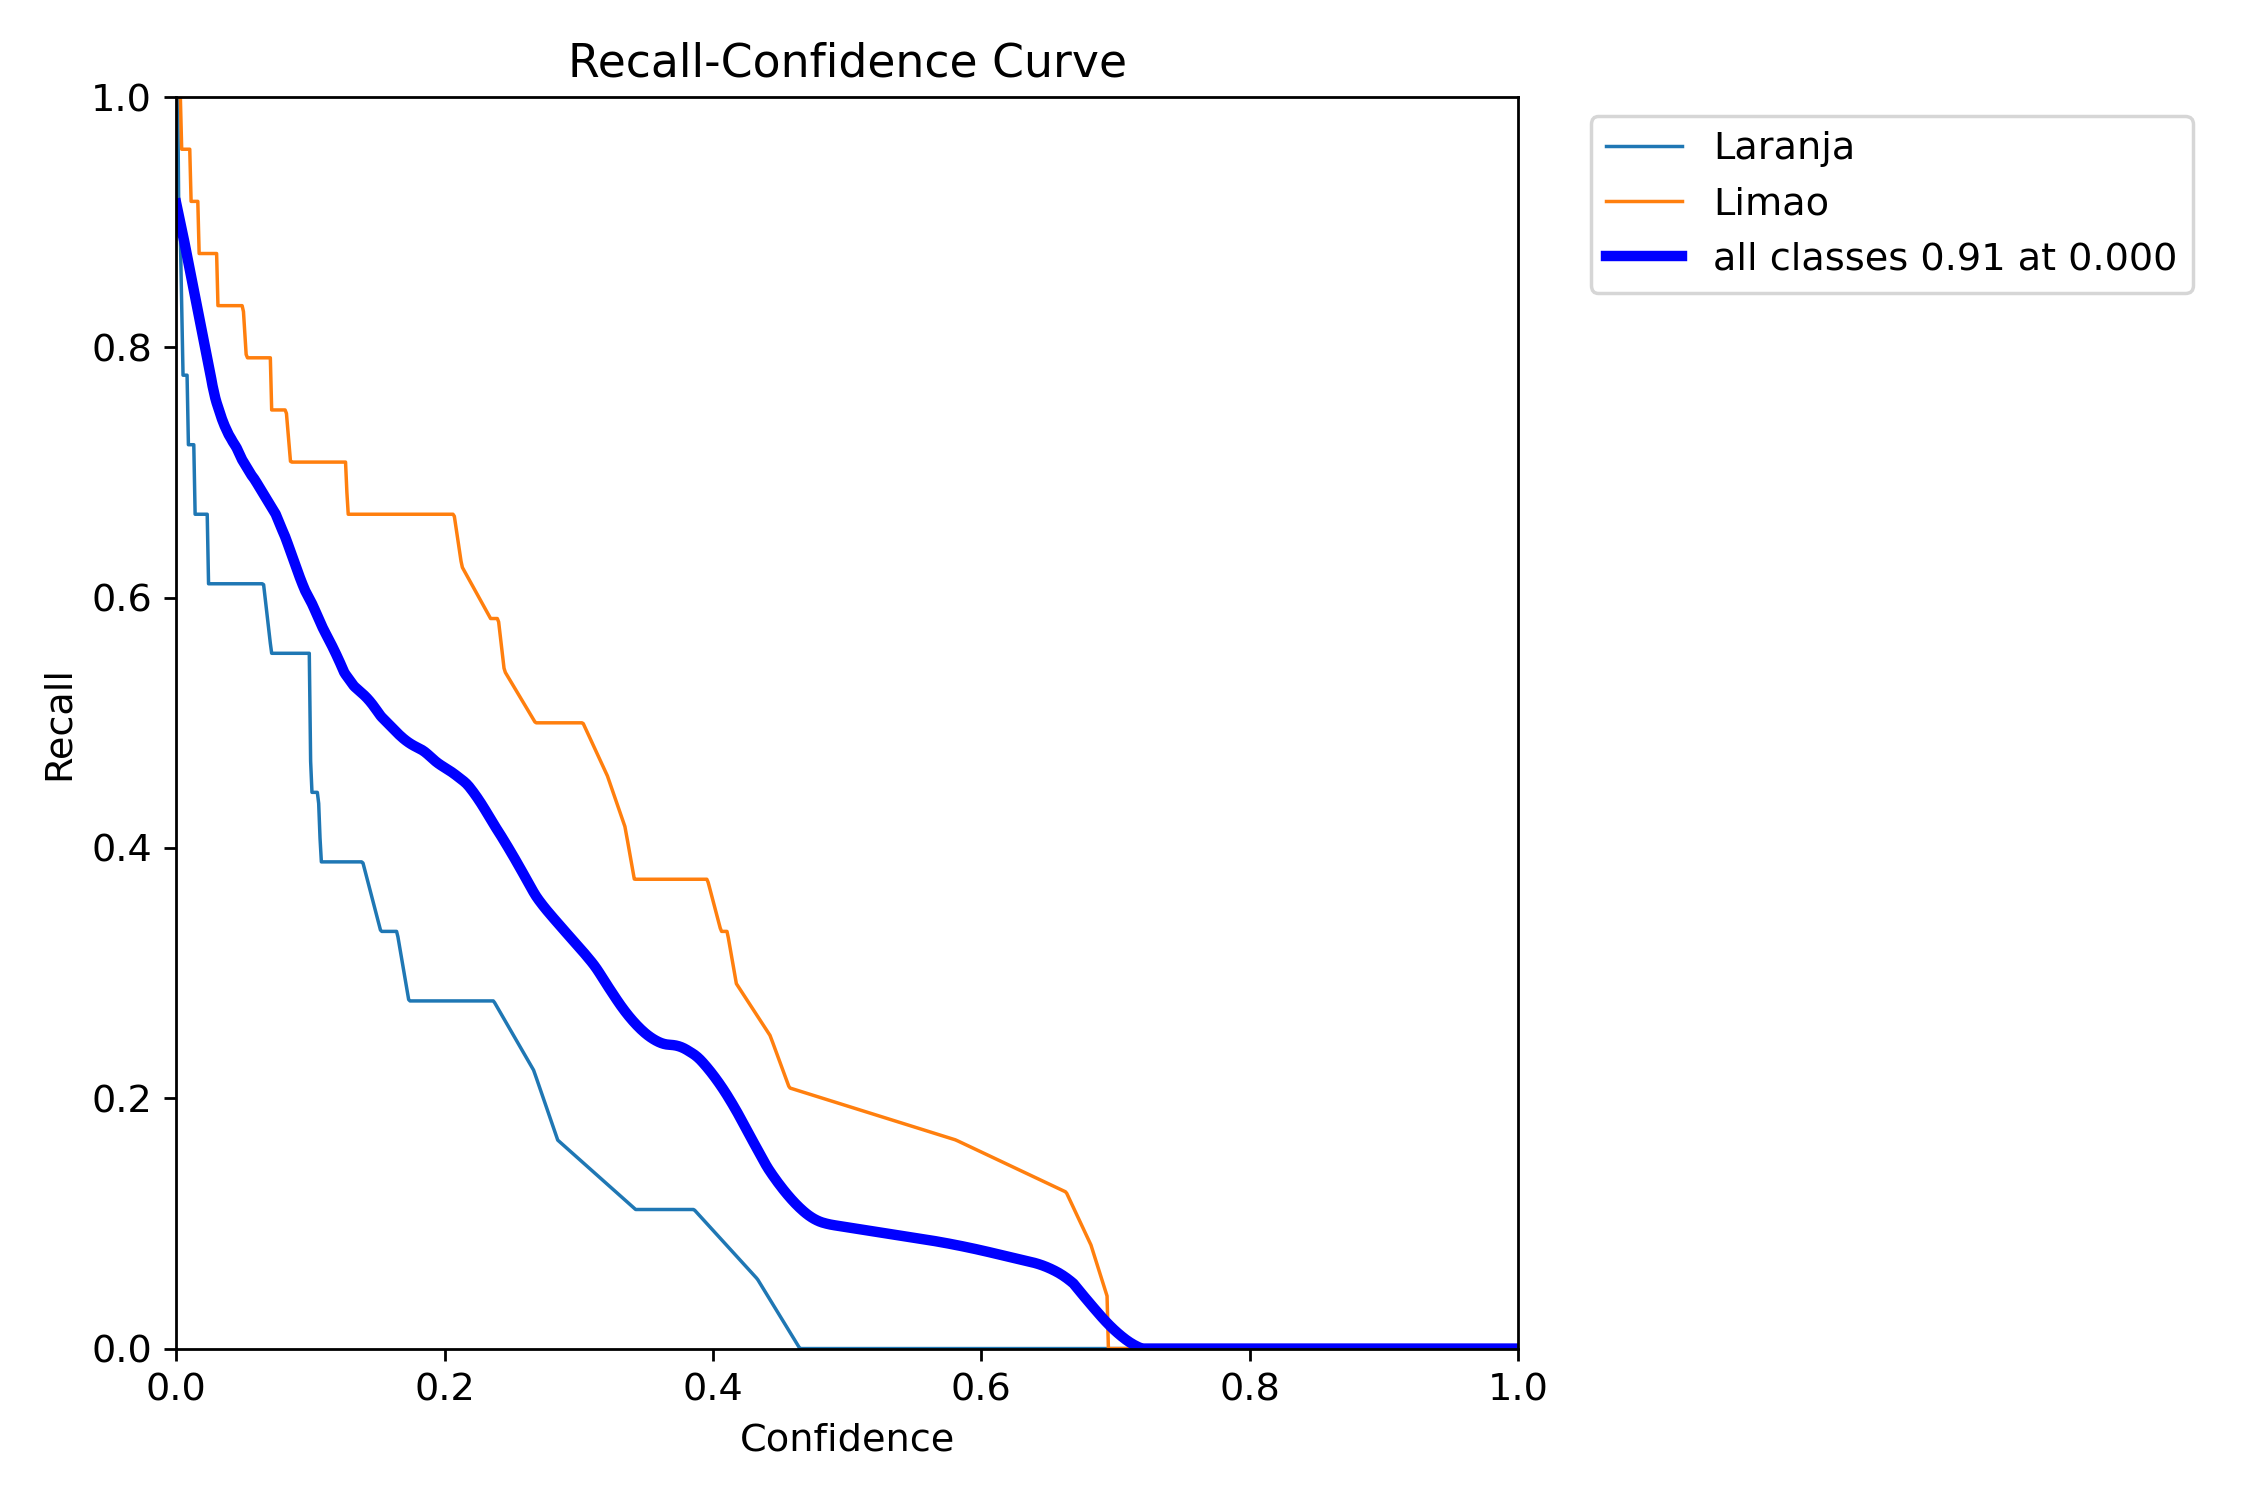 Recall-Confidence Curve
1.0
0.8
0.6
0.4
0.2
0.0
Recall
0.0 0.2 0.4 0.6 0.8 1.0
Confidence
Laranja
Limao
all classes 0.91 at 0.000